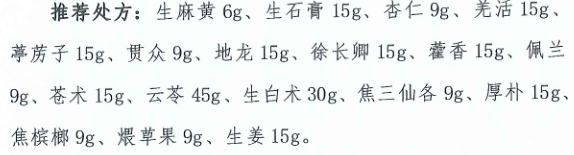 推荐处方：生麻黄 6g、生石膏 15g、杏仁 9g、羌活 15g、
葶苈子 15g、贯众 9g、地龙 15g、徐长卿 15g、藿香 15g、佩兰
9g、苍术 15g、云苓 45g、生白术 30g、焦三仙各 9g、厚朴 15g、
焦槟榔 9g、煨草果 9g、生姜 15g。